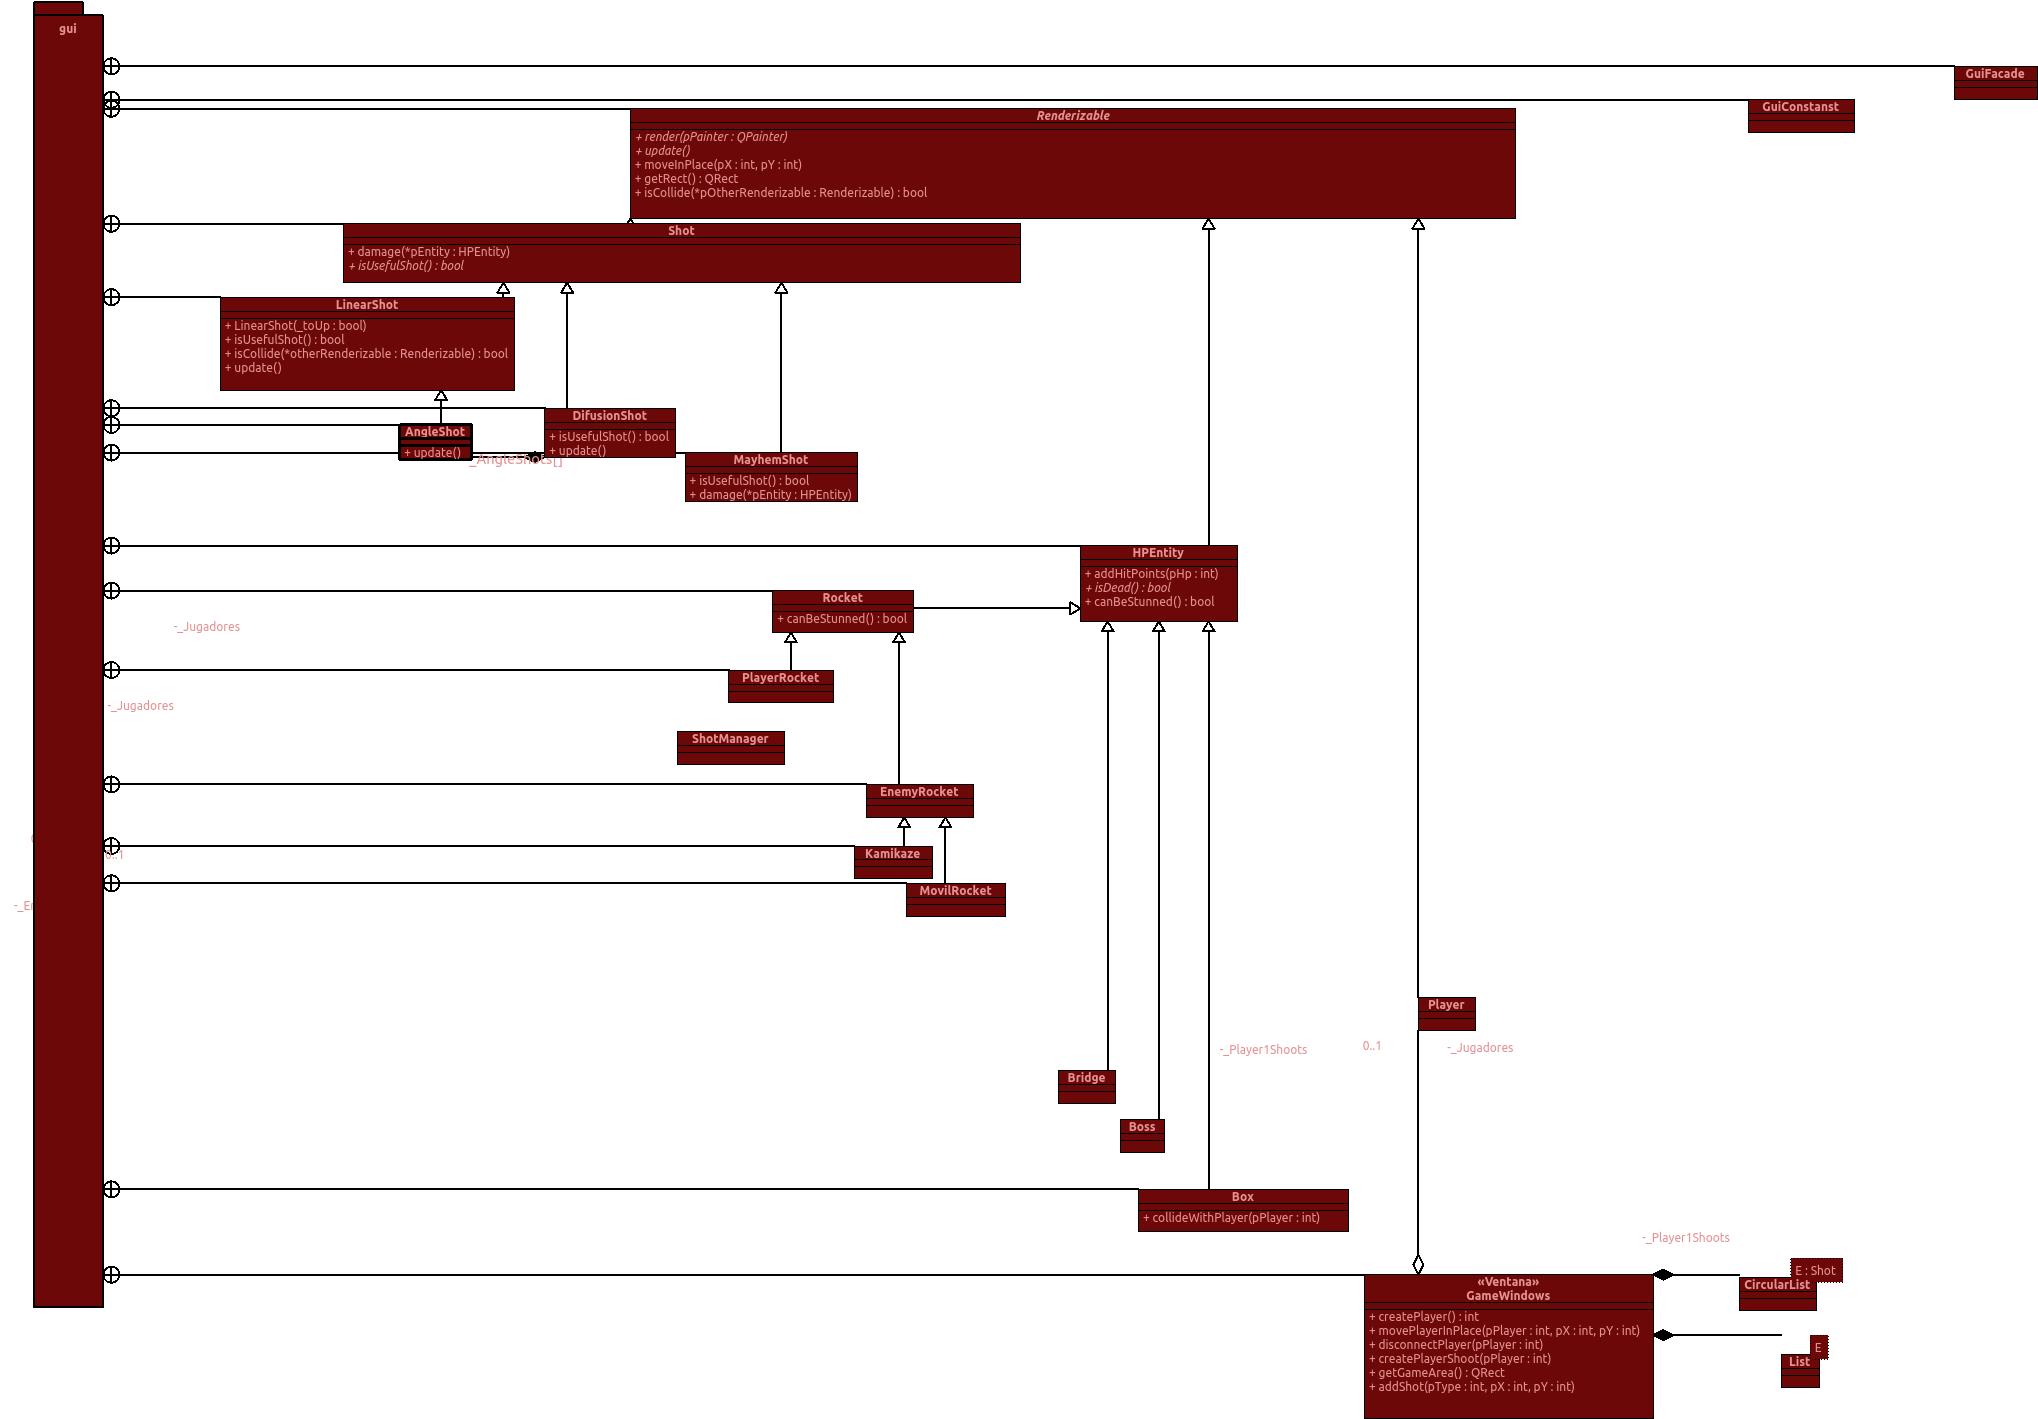 gui
GuiFacade
GuiConstanst
Renderizable
+ render(pPainter : QPainter)
+ update()
+ moveInPlace(pX : int, pY : int)
+ getRect() : QRect
+ isCollide(*pOtherRenderizable : Renderizable) : bool
Shot
+ damage(*pEntity : HPEntity)
+ isUsefulShot() : bool
LinearShot
+ LinearShot(_toUp : bool)
+ isUsefulShot() : bool
+ isCollide(*otherRenderizable : Renderizable) : bool
+ update()
DifusionShot
+ isUsefulShot() : bool
+ update()
AngleShot
+ update()
_AngleShots[]
MayhemShot
+ isUsefulShot() : bool
+ damage(*pEntity : HPEntity)
HPEntity
+ addHitPoints(pHp : int)
+ isDead() : bool
+ canBeStunned() : bool
Rocket
+ canBeStunned() : bool
-_Jugadores
PlayerRocket
-_Jugadores
ShotManager
EnemyRocket
0..1
Kamikaze
MovilRocket
Player
-_Player1Shoots
0..1
-_Jugadores
Bridge
Boss
Box
+ collideWithPlayer(pPlayer : int)
-_Player1Shoots
E : Shot
CircularList
«Ventana»
GameWindows
+ createPlayer() : int
+ movePlayerInPlace(pPlayer : int, pX : int, pY : int)
+ disconnectPlayer(pPlayer : int)
+ createPlayerShoot(pPlayer : int)
+ getGameArea() : QRect
+ addShot(pType : int, pX : int, pY : int)
E
List